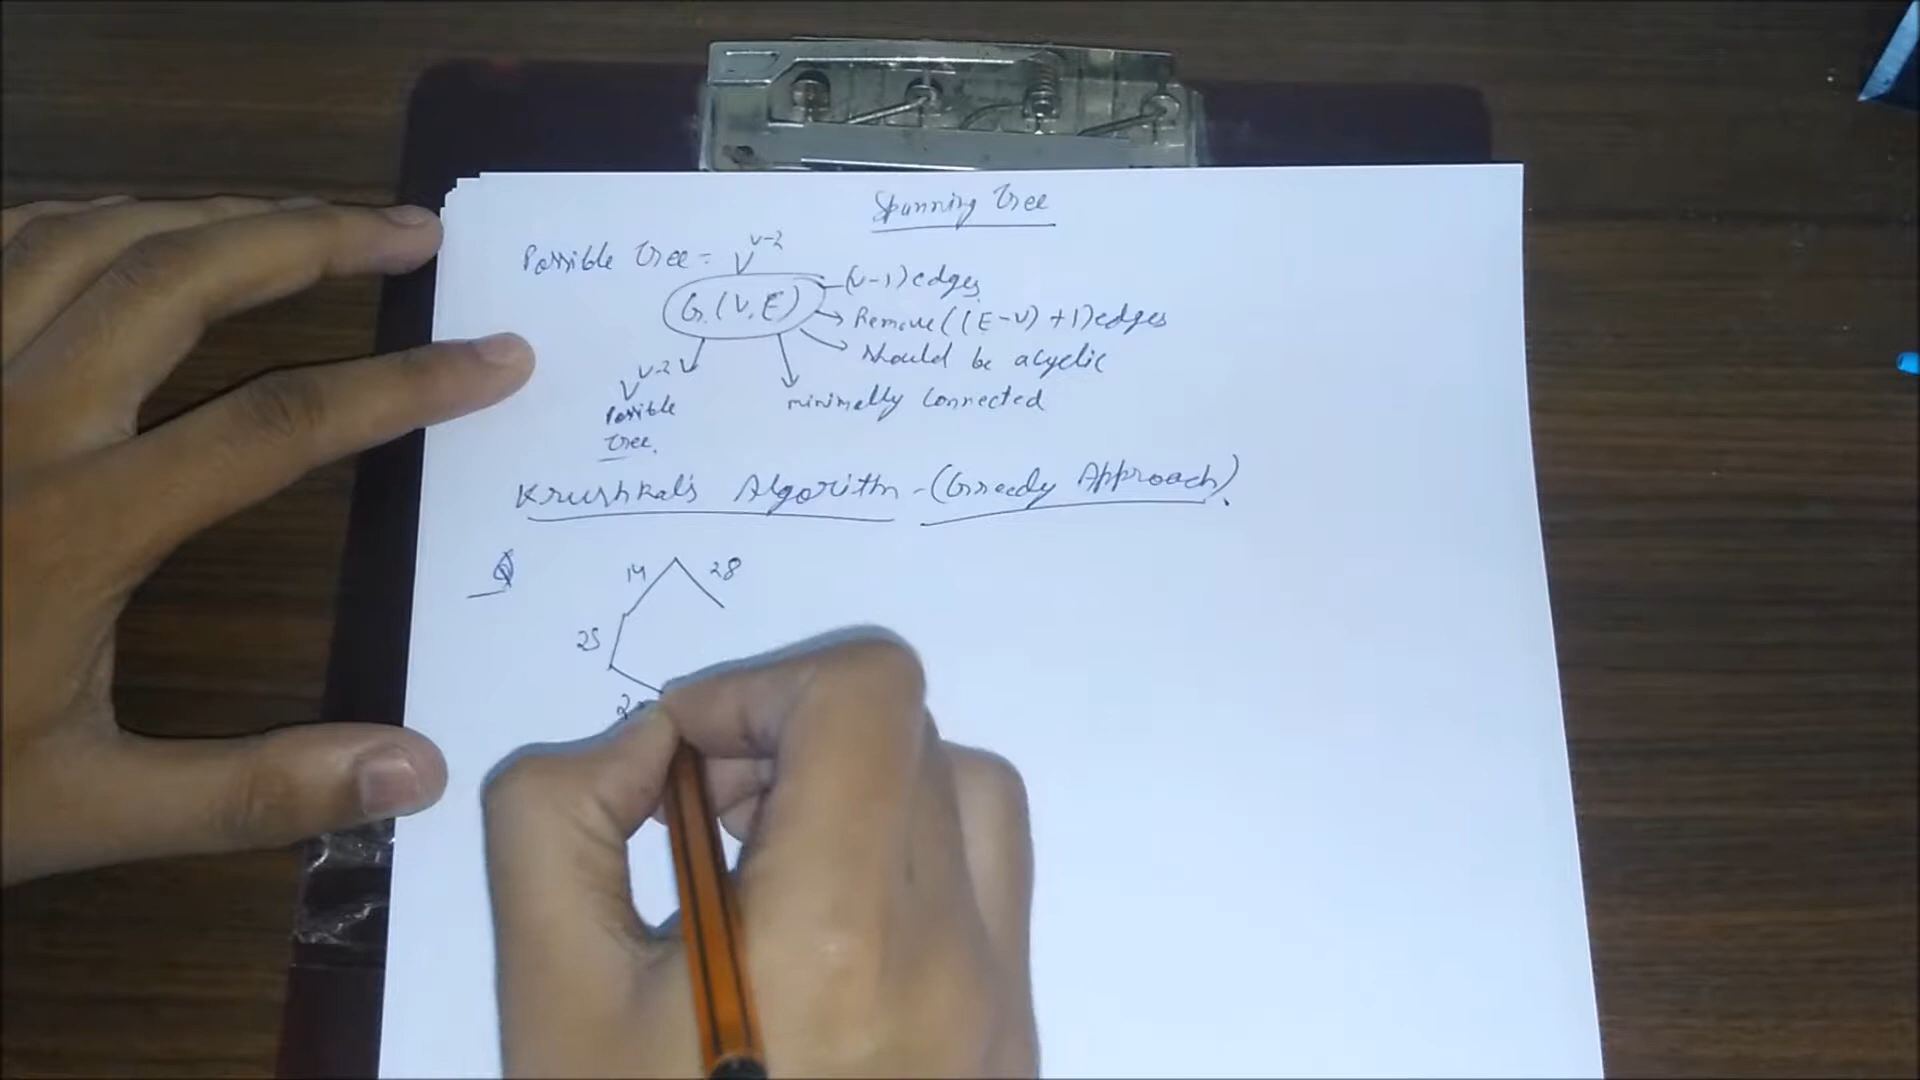 Spanning Tree
Possible Tree = V^V-2
G(V,E)
(V-1)edges
Remove((E-V)+1)edges
Should be acyclic
minimally Connected
V^V-2
Possible
Tree.
Krushkal's Algorithm - (Greedy Approach).
Q
14
28
25